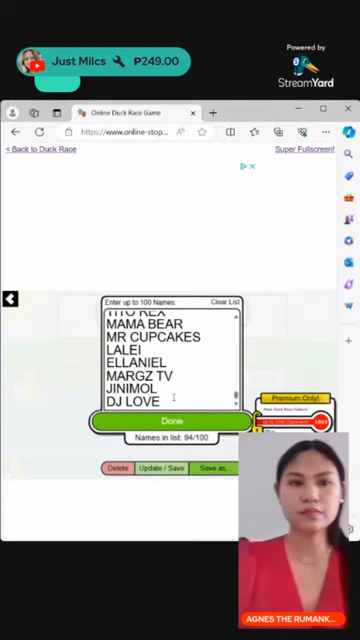 Just Milcs ₱249.00
Powered by
StreamYard
Online Duck Race Game
https://www.online-stop...
< Back to Duck Race
Super Fullscreen!
Enter up to 100 Names:
Clear List
TITO REX
MAMA BEAR
MR CUPCAKES
LALEI
ELLANIEL
MARGZ TV
JINIMOL
DJ LOVE
Done
Names in list: 94/100
Delete
Update / Save
Save as.
Premium Only!
AGNES THE RUMANK...